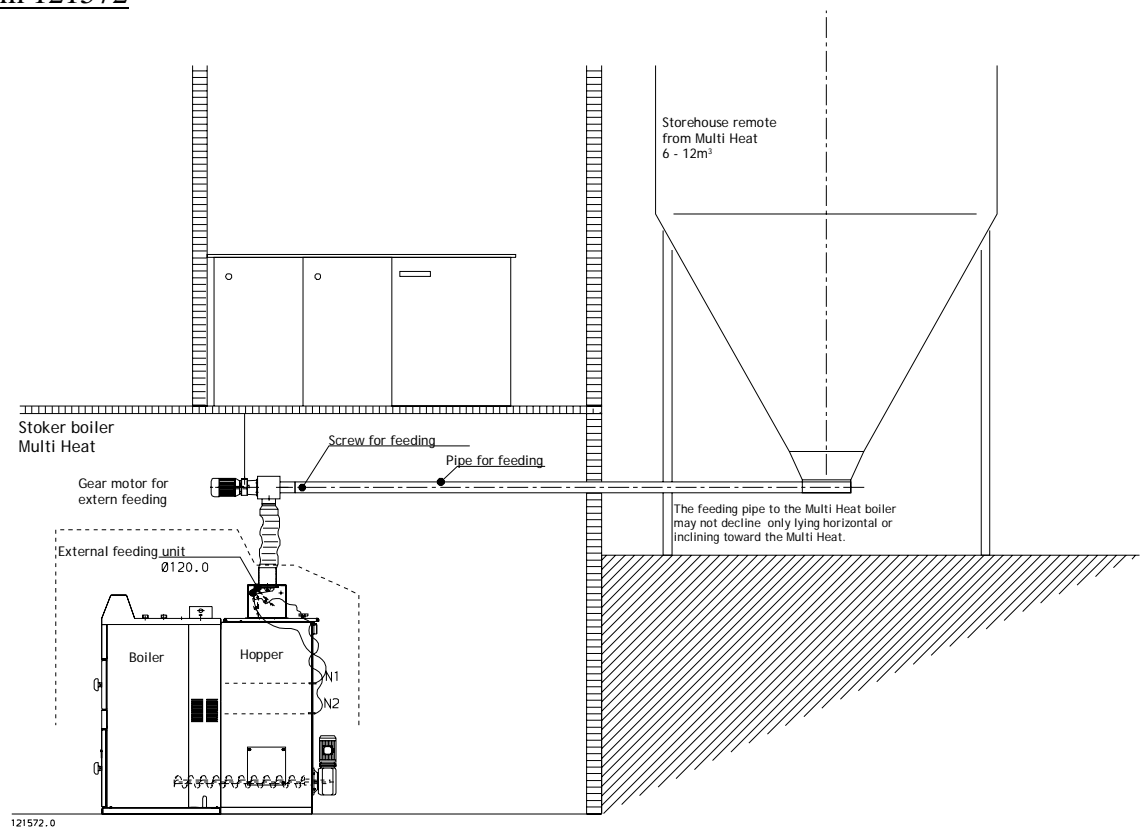 121572
Storehouse remote
from Multi Heat
6 - 12m³
Stoker boiler
Multi Heat
Screw for feeding
Pipe for feeding
Gear motor for
extern feeding
The feeding pipe to the Multi Heat boiler
may not decline only lying horizontal or
inclining toward the Multi Heat.
External feeding unit
Ø120.0
Boiler
Hopper
N1
N2
121572.0